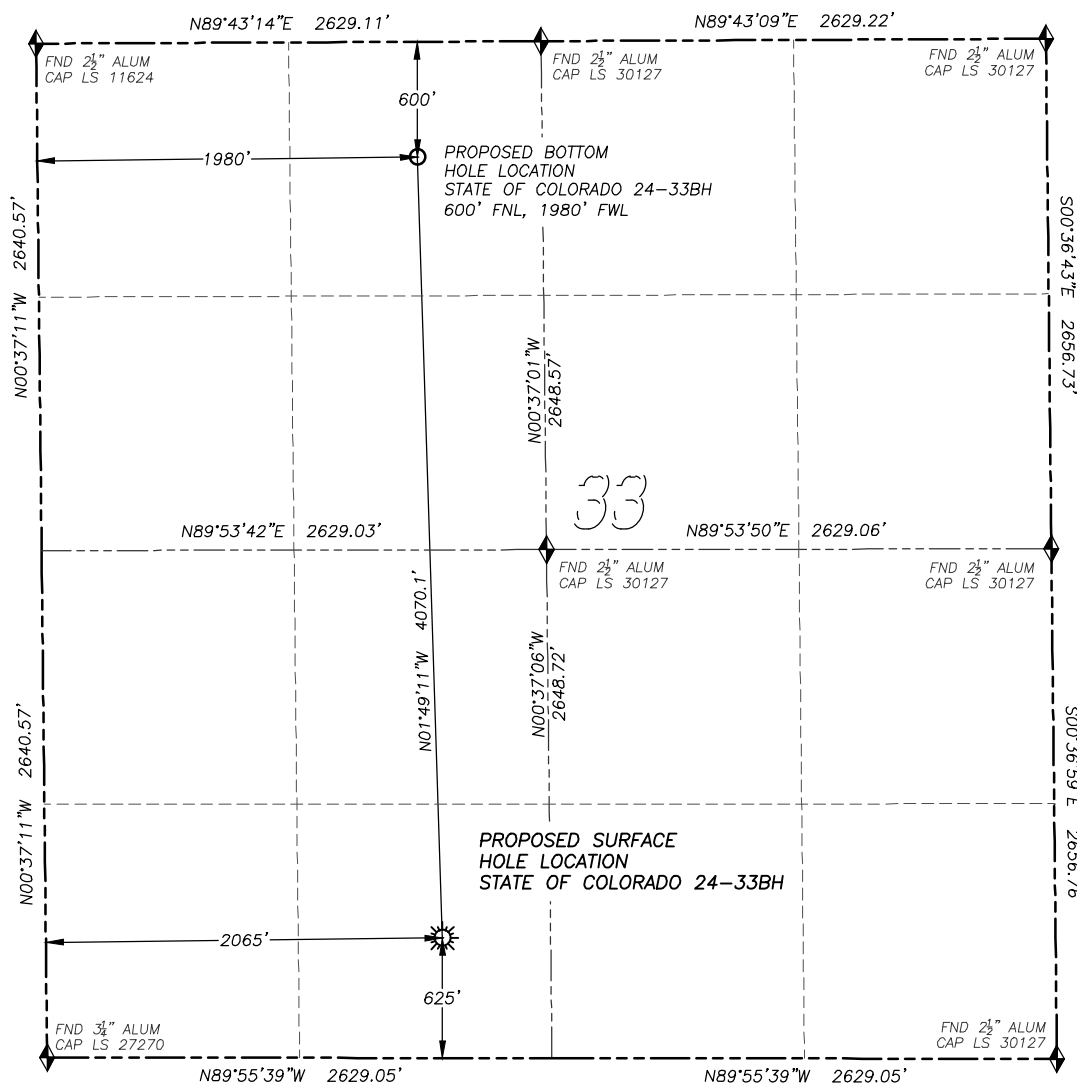 N89°43'14"E 2629.11'
N89°43'09"E 2629.22'
FND 2½" ALUM
CAP LS 11624
FND 2½" ALUM
CAP LS 30127
FND 2½" ALUM
CAP LS 30127
600'
1980'
PROPOSED BOTTOM
HOLE LOCATION
STATE OF COLORADO 24-33BH
600' FNL, 1980' FWL
N00°37'11"W 2640.57'
S00°36'43"E 2656.73'
N00°37'01"W
2648.57'
33
N89°53'42"E 2629.03'
N89°53'50"E 2629.06'
FND 2½" ALUM
CAP LS 30127
FND 2½" ALUM
CAP LS 30127
N01°49'11"W 4070.1'
N00°37'06"W
2648.72'
N00°37'11"W 2640.57'
S00°36'59"E 2656.76'
PROPOSED SURFACE
HOLE LOCATION
STATE OF COLORADO 24-33BH
2065'
625'
FND 3¼" ALUM
CAP LS 27270
FND 2½" ALUM
CAP LS 30127
N89°55'39"W 2629.05'
N89°55'39"W 2629.05'